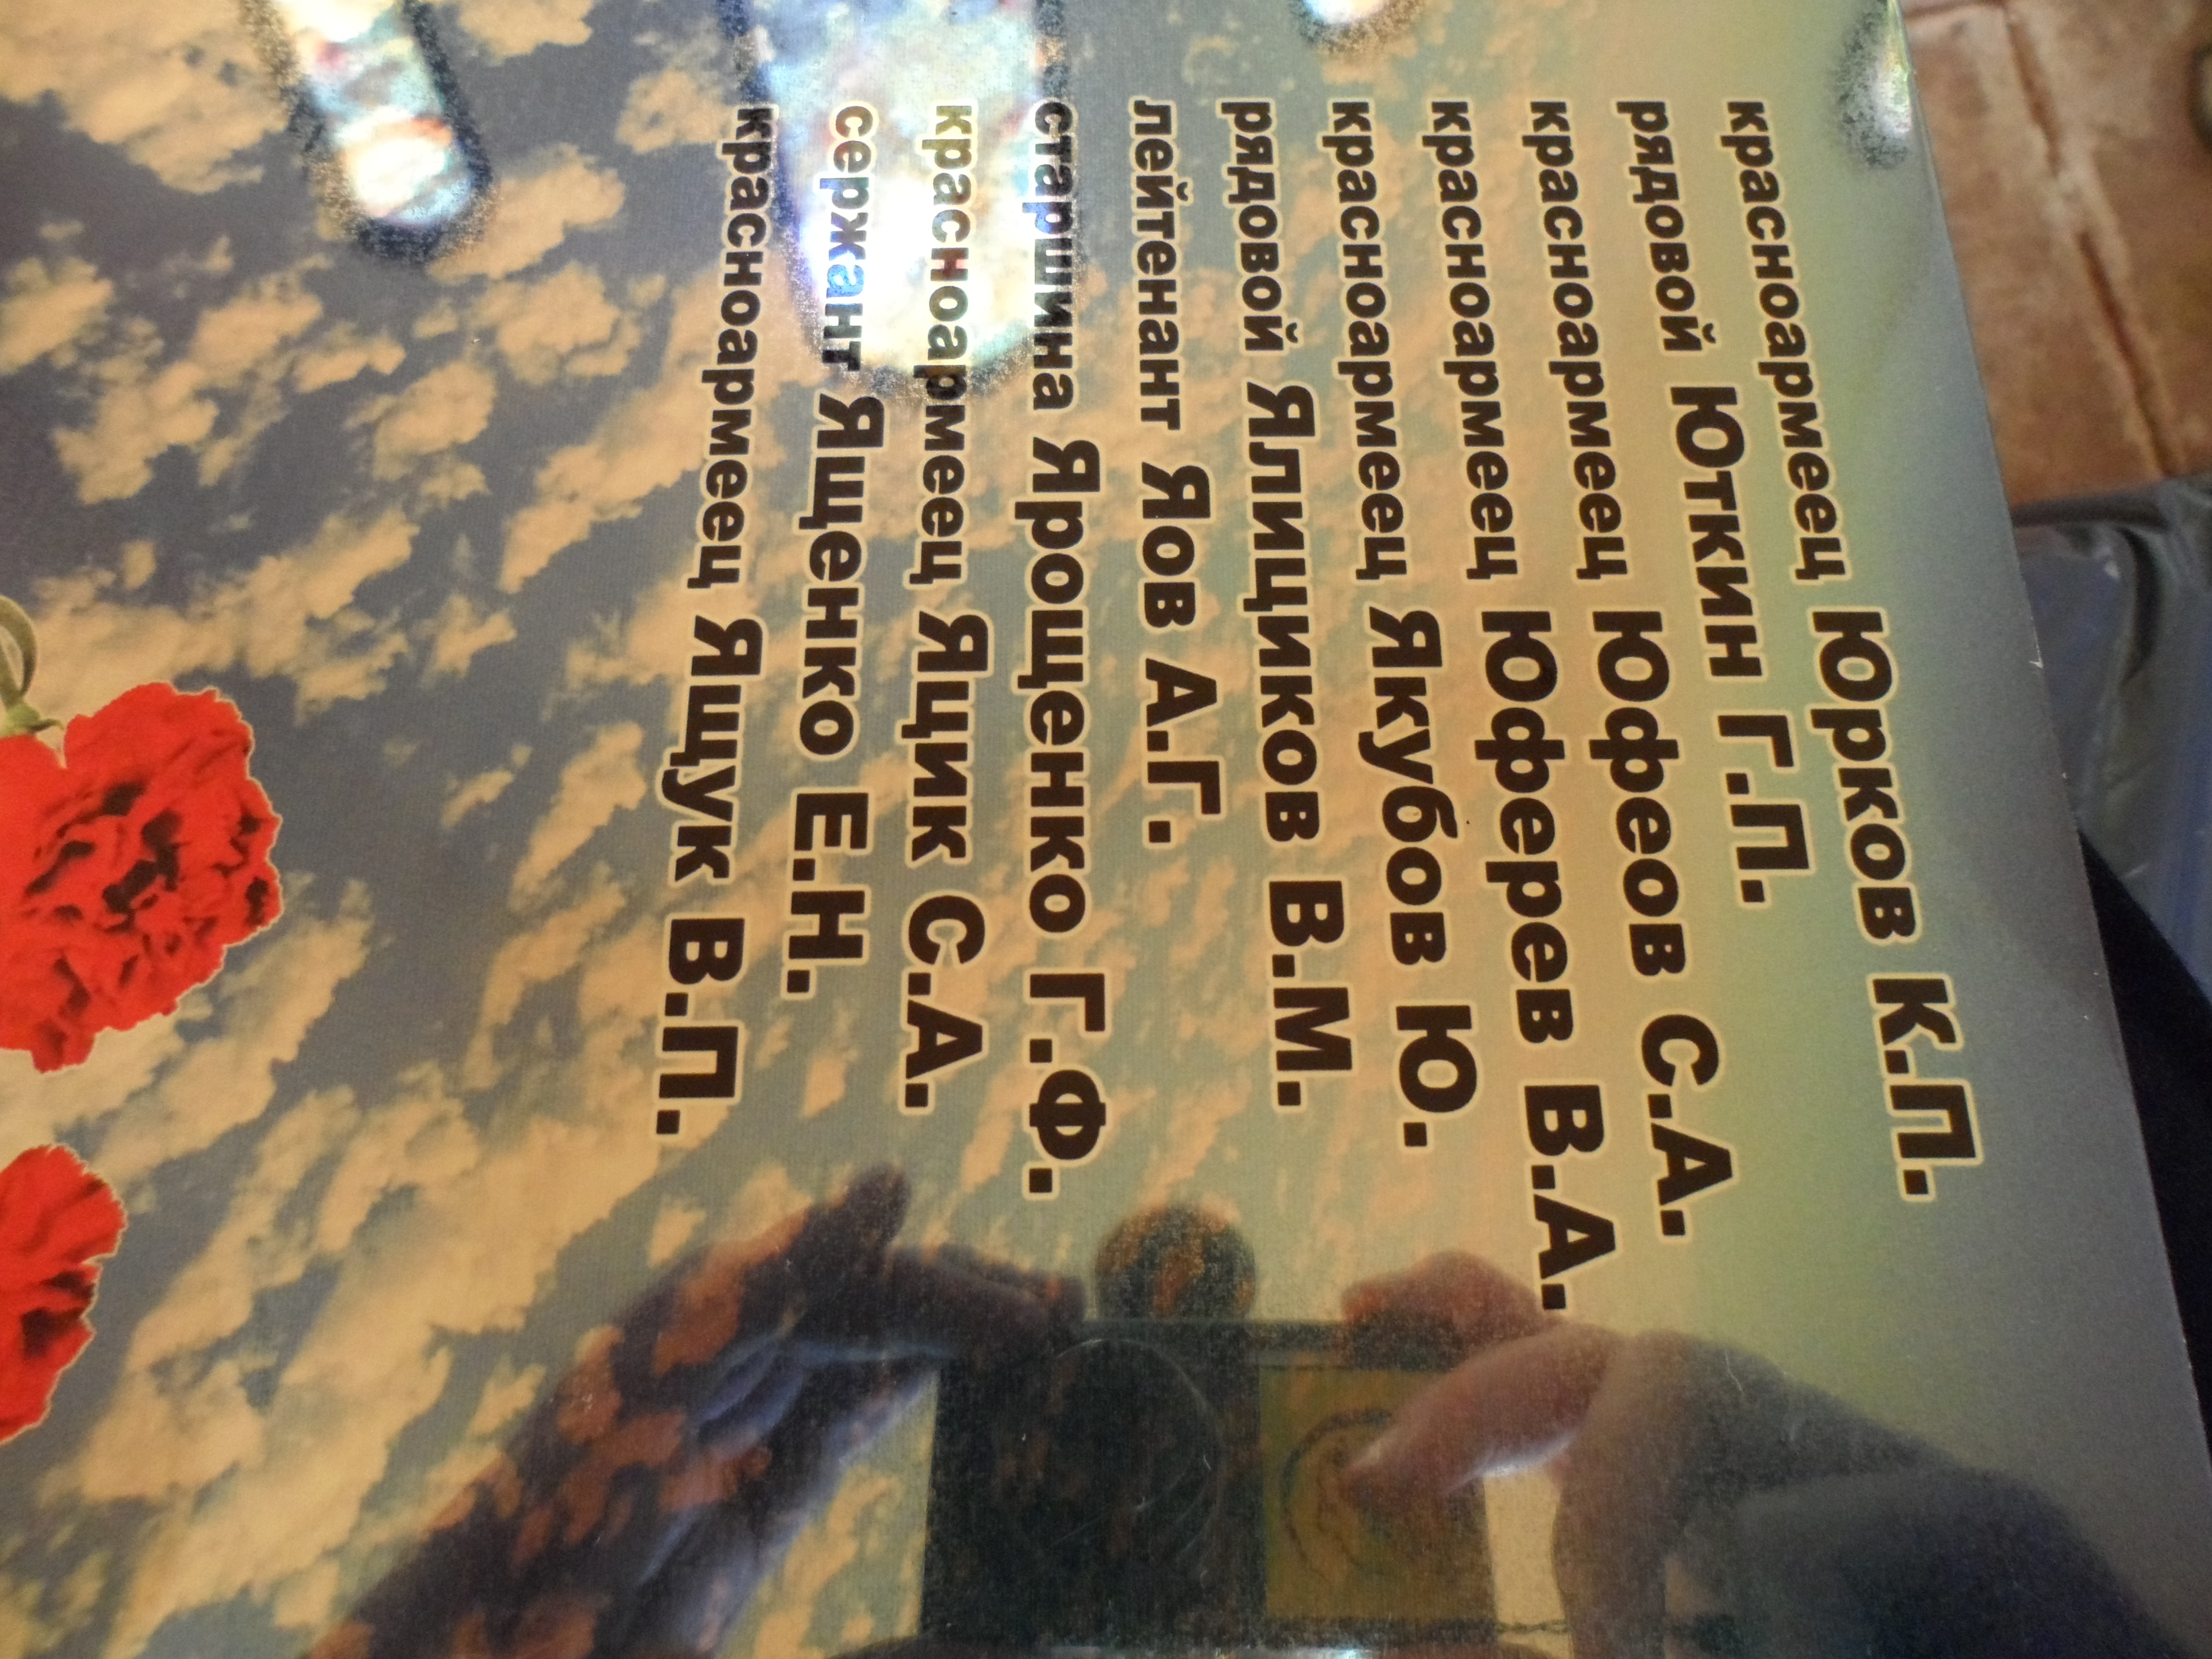 красноармеец Юрков К.Л.
рядовой Юткин Г.П.
красноармеец Юфеов С.А.
красноармеец Юферев В.А.
красноармеец Якубов Ю.
рядовой Ялициков В.М.
лейтенант Яов А.Г.
старшина Ярощенко Г.Ф.
красноармеец Яцик С.А.
сержант Ященко Е.Н.
красноармеец Ящук В.П.